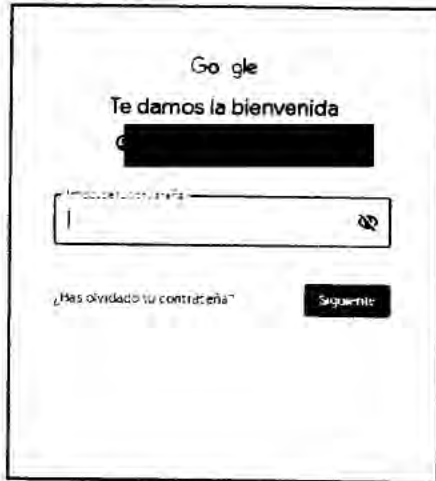 Go gle
Te damos la bienvenida
¿Has olvidado tu contraseña?
Siguiente